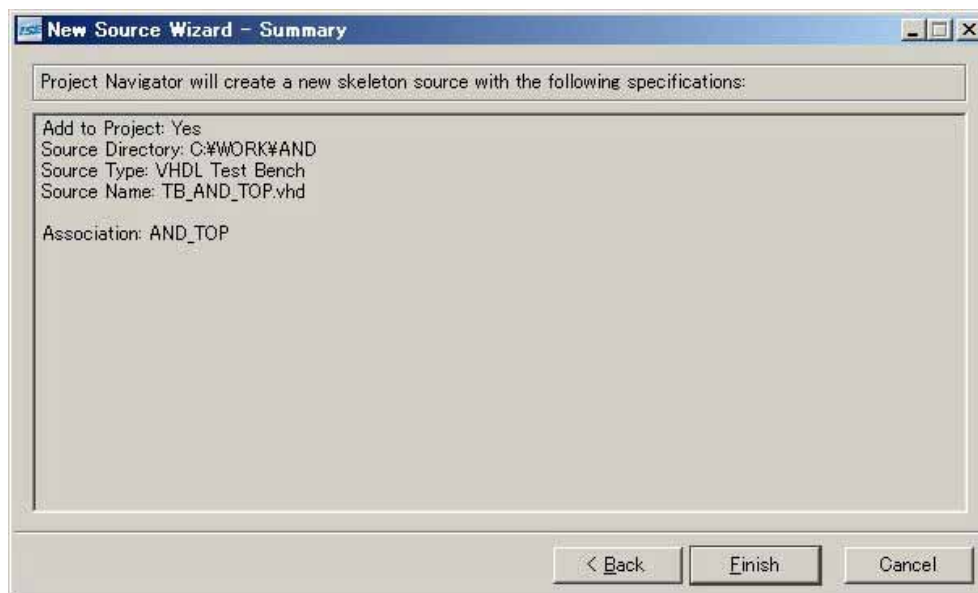 ISE New Source Wizard - Summary
Project Navigator will create a new skeleton source with the following specifications:
Add to Project: Yes
Source Directory: C:¥WORK¥AND
Source Type: VHDL Test Bench
Source Name: TB_AND_TOP.vhd
Association: AND_TOP
< Back Finish Cancel